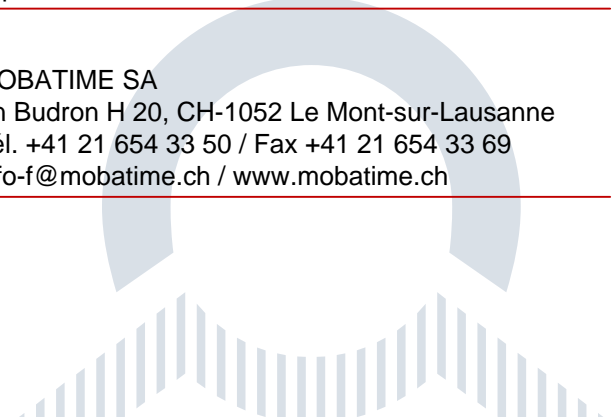 OBATIME SA
n Budron H 20, CH-1052 Le Mont-sur-Lausanne
él. +41 21 654 33 50 / Fax +41 21 654 33 69
fo-f@mobatime.ch / www.mobatime.ch